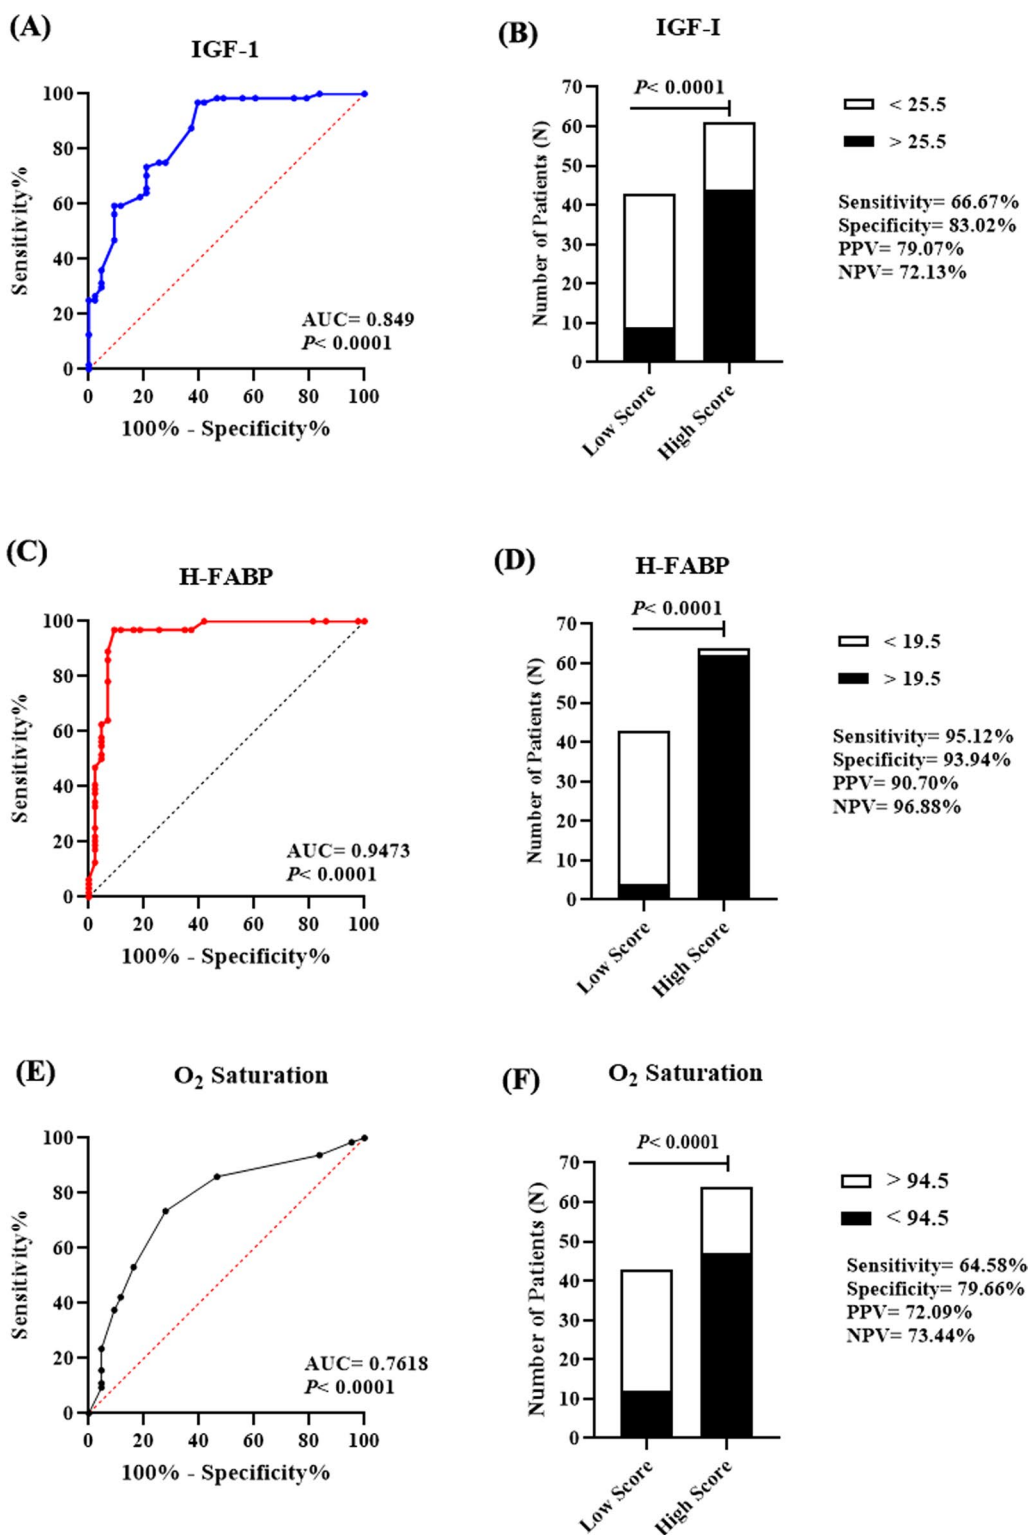 (A)
IGF-1
100
80
60
40
20
0
Sensitivity%
AUC= 0.849
P< 0.0001
0 20 40 60 80 100
100% - Specificity%
(B)
IGF-I
P< 0.0001
70
60
50
40
30
20
10
0
Number of Patients (N)
Low Score
High Score
< 25.5
> 25.5
Sensitivity= 66.67%
Specificity= 83.02%
PPV= 79.07%
NPV= 72.13%
(C)
H-FABP
100
80
60
40
20
0
Sensitivity%
AUC= 0.9473
P< 0.0001
0 20 40 60 80 100
100% - Specificity%
(D)
H-FABP
P< 0.0001
70
60
50
40
30
20
10
0
Number of Patients (N)
Low Score
High Score
< 19.5
> 19.5
Sensitivity= 95.12%
Specificity= 93.94%
PPV= 90.70%
NPV= 96.88%
(E)
O₂ Saturation
100
80
60
40
20
0
Sensitivity%
AUC= 0.7618
P< 0.0001
0 20 40 60 80 100
100% - Specificity%
(F)
O₂ Saturation
P< 0.0001
70
60
50
40
30
20
10
0
Number of Patients (N)
Low Score
High Score
> 94.5
< 94.5
Sensitivity= 64.58%
Specificity= 79.66%
PPV= 72.09%
NPV= 73.44%